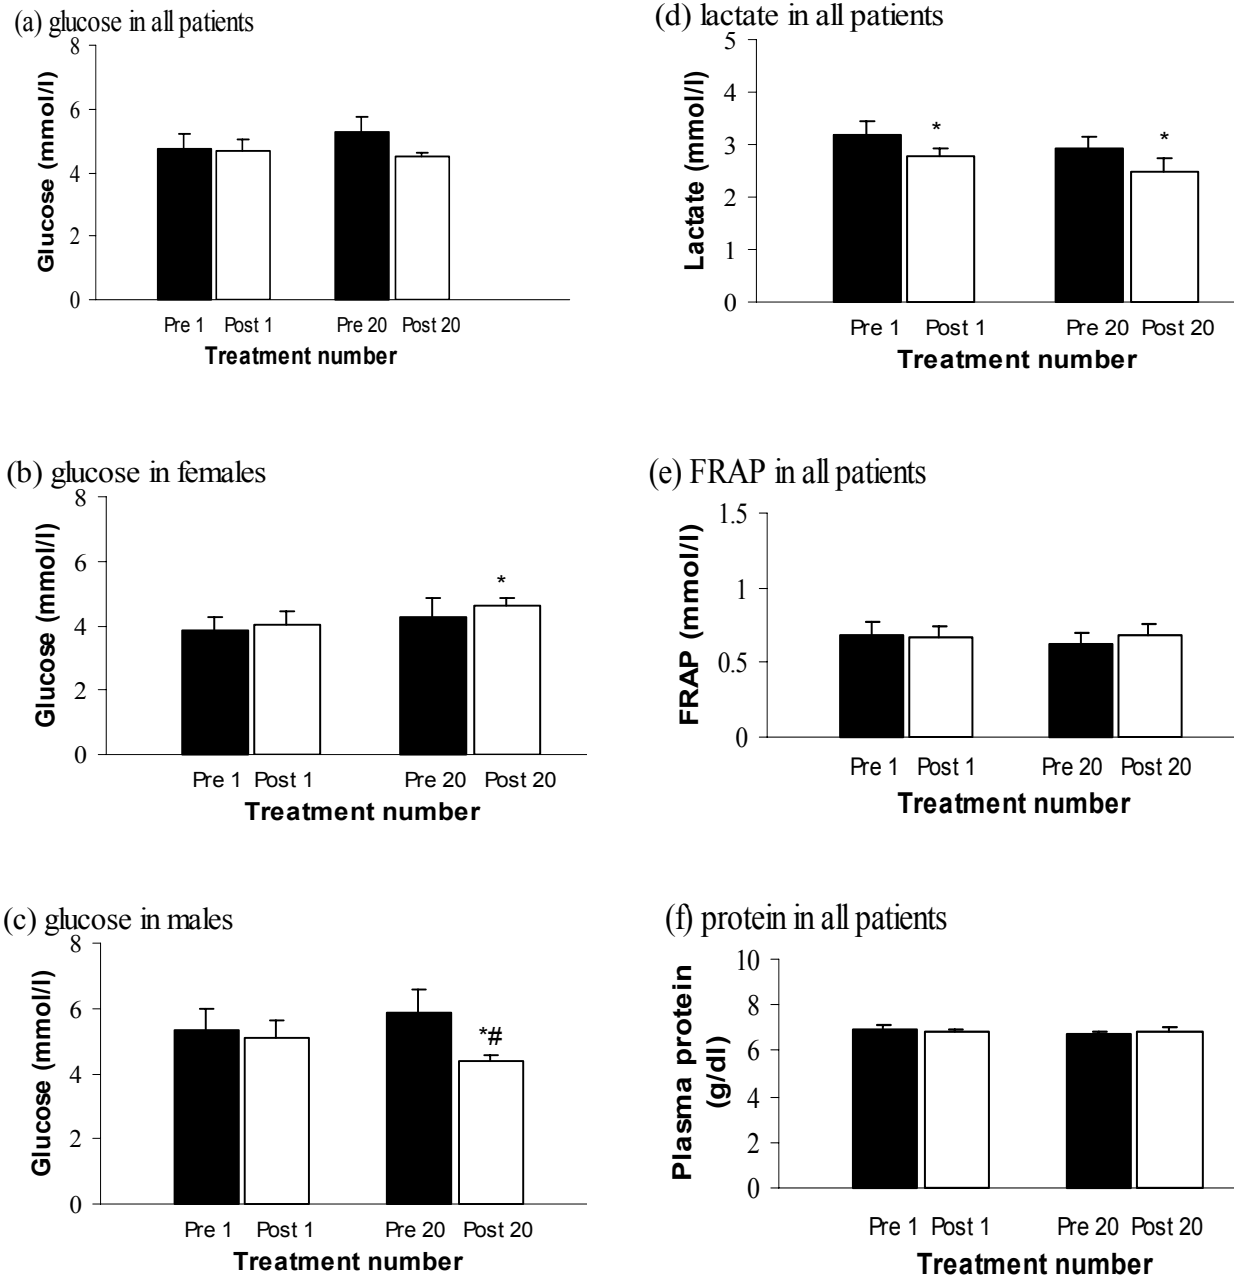 (a) glucose in all patients
8
6
4
2
0
Glucose (mmol/l)
Pre 1 Post 1 Pre 20 Post 20
Treatment number
(b) glucose in females
8
6
4
2
0
Glucose (mmol/l)
*
Pre 1 Post 1 Pre 20 Post 20
Treatment number
(c) glucose in males
8
6
4
2
0
Glucose (mmol/l)
*#
Pre 1 Post 1 Pre 20 Post 20
Treatment number
(d) lactate in all patients
5
4
3
2
1
0
Lactate (mmol/l)
* *
Pre 1 Post 1 Pre 20 Post 20
Treatment number
(e) FRAP in all patients
1.5
1
0.5
0
FRAP (mmol/l)
Pre 1 Post 1 Pre 20 Post 20
Treatment number
(f) protein in all patients
10
8
6
4
2
0
Plasma protein
(g/dl)
Pre 1 Post 1 Pre 20 Post 20
Treatment number